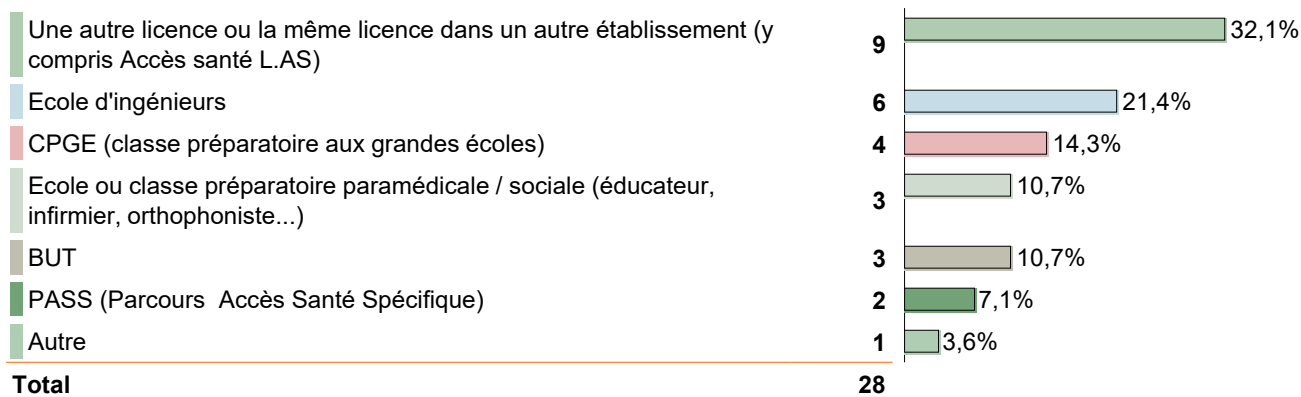 Une autre licence ou la même licence dans un autre établissement (y
compris Accès santé L.AS) 9 32,1%
Ecole d'ingénieurs 6 21,4%
CPGE (classe préparatoire aux grandes écoles) 4 14,3%
Ecole ou classe préparatoire paramédicale / sociale (éducateur,
infirmier, orthophoniste...) 3 10,7%
BUT 3 10,7%
PASS (Parcours  Accès Santé Spécifique) 2 7,1%
Autre 1 3,6%
Total 28